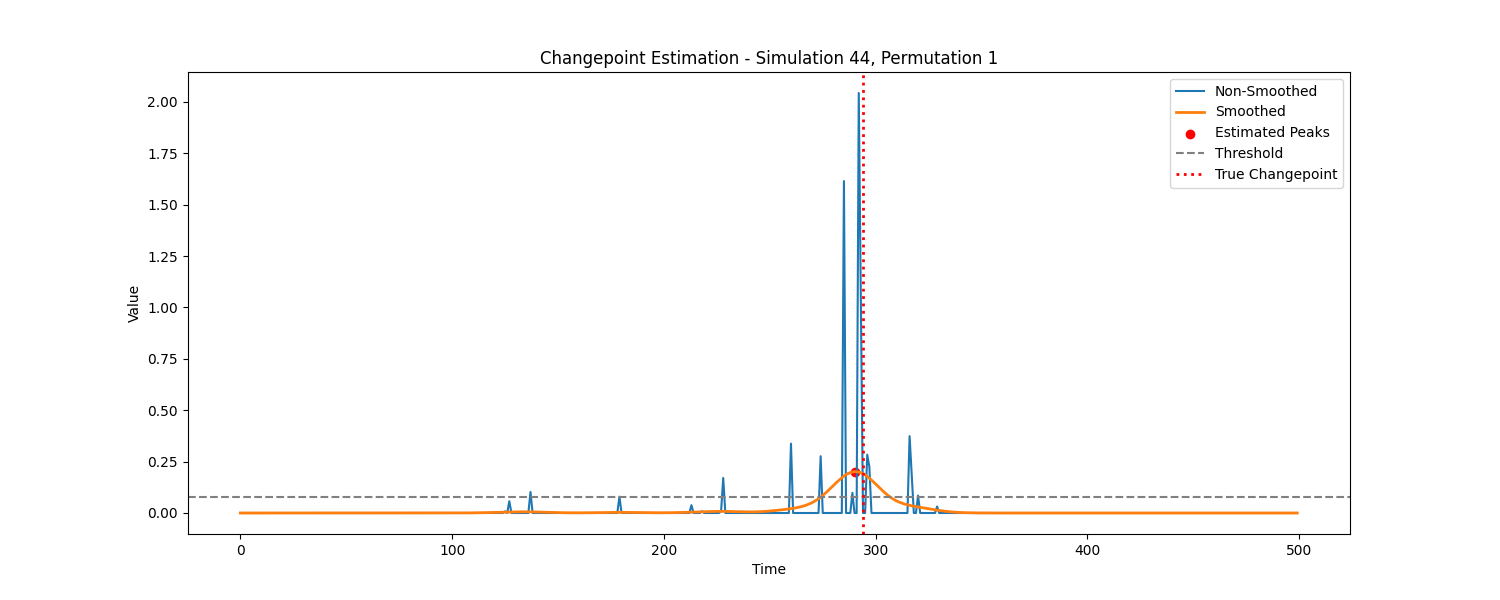 Changepoint Estimation - Simulation 44, Permutation 1
2.00
1.75
1.50
1.25
1.00
0.75
0.50
0.25
0.00
Value
0 100 200 300 400 500
Time
Non-Smoothed
Smoothed
Estimated Peaks
Threshold
True Changepoint